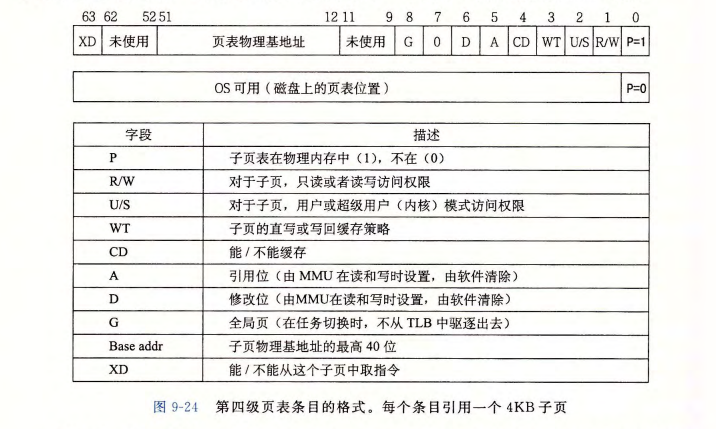 63 62 52 51 12 11 9 8 7 6 5 4 3 2 1 0
XD 未使用 页表物理基地址 未使用 G 0 D A CD WT U/S R/W P=1
OS可用（磁盘上的页表位置） P=0
字段 描述
P 子页表在物理内存中（1），不在（0）
R/W 对于子页，只读或者读写访问权限
U/S 对于子页，用户或超级用户（内核）模式访问权限
WT 子页的直写或写回缓存策略
CD 能/不能缓存
A 引用位（由 MMU 在读和写时设置，由软件清除）
D 修改位（由MMU在读和写时设置，由软件清除）
G 全局页（在任务切换时，不从 TLB 中驱逐出去）
Base addr 子页物理基地址的最高 40 位
XD 能/不能从这个子页中取指令
图 9-24 第四级页表条目的格式。每个条目引用一个 4KB 子页